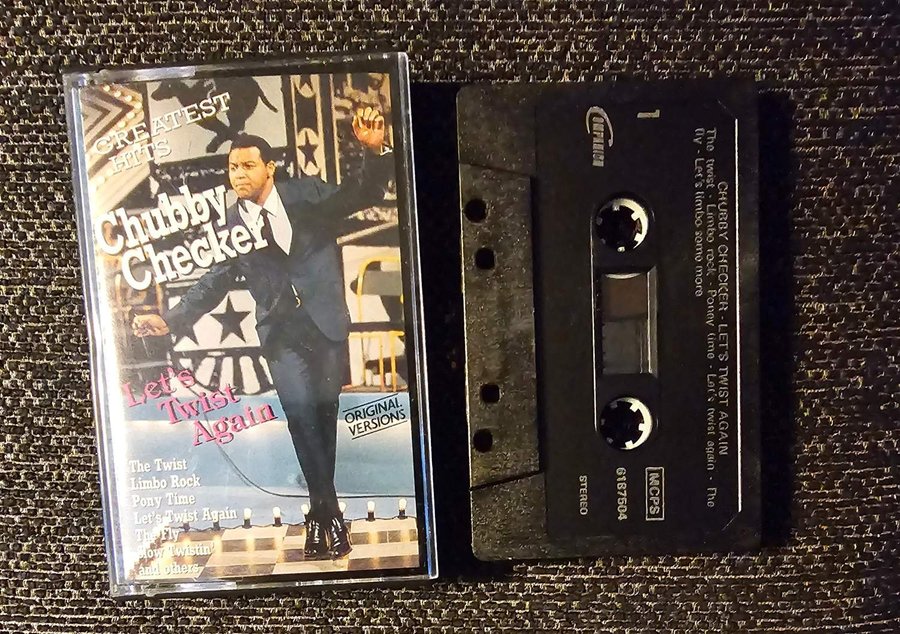 GREATEST
HITS
Chubby
Checker
Let's
Twist
Again
ORIGINAL
VERSIONS
The Twist
Limbo Rock
Pony Time
Let's Twist Again
The Fly
Slow Twistin'
and others
1
CHUBBY CHECKER - LET'S TWIST AGAIN
The twist · Limbo rock · Pony time · Let's twist again · The
fly · Let's limbo some more
STEREO
6187504
MCPS